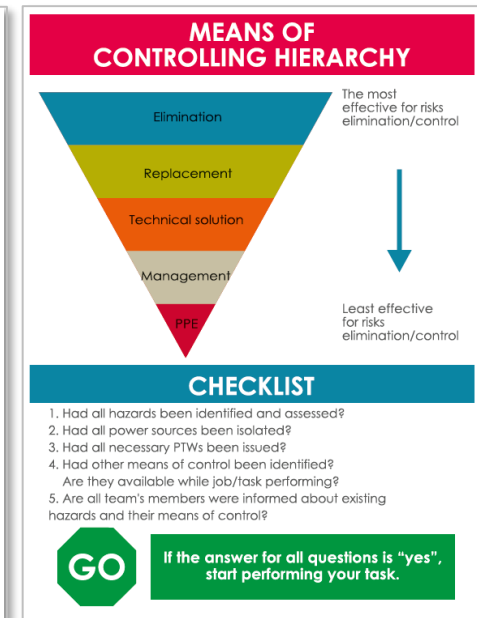 MEANS OF
CONTROLLING HIERARCHY
The most
effective for risks
elimination/control
Elimination
Replacement
Technical solution
Management
PPE
Least effective
for risks
elimination/control
CHECKLIST
1. Had all hazards been identified and assessed?
2. Had all power sources been isolated?
3. Had all necessary PTWs been issued?
4. Had other means of control been identified?
Are they available while job/task performing?
5. Are all team's members were informed about existing
hazards and their means of control?
GO
If the answer for all questions is “yes”,
start performing your task.